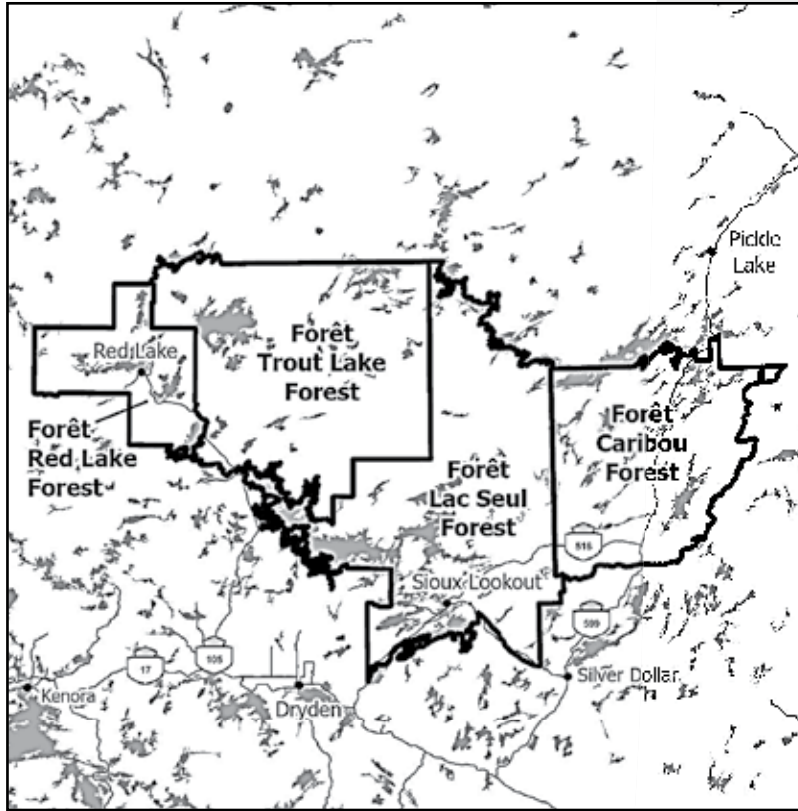 Pickle
Lake
Forêt
Trout Lake
Forest
Red Lake
Forêt
Red Lake
Forest
Forêt
Caribou
Forest
Forêt
Lac Seul
Forest
516
Sioux Lookout
599
105
17
Silver Dollar
Kenora
Dryden